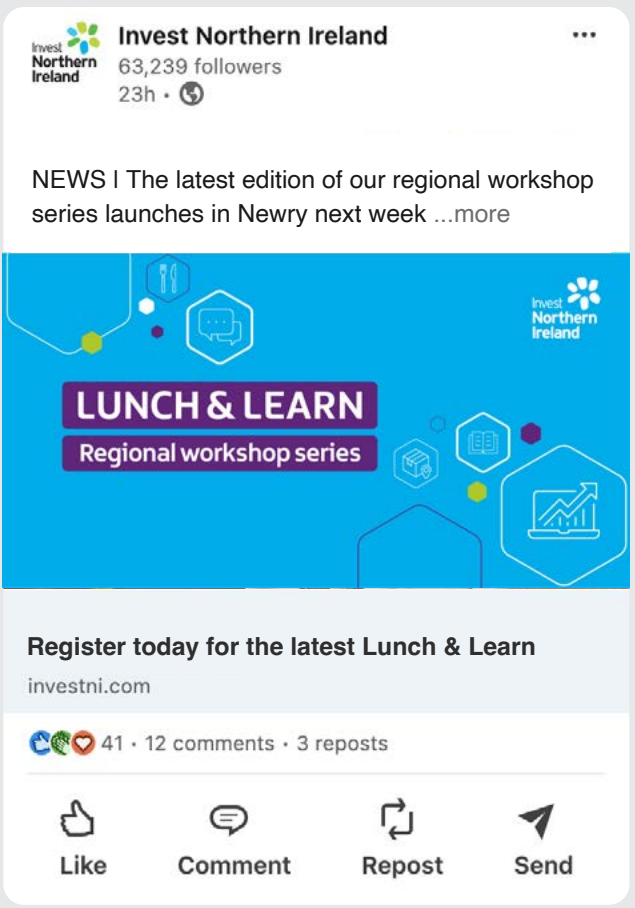 Invest
Northern
Ireland
Invest Northern Ireland
63,239 followers
23h •
NEWS I The latest edition of our regional workshop
series launches in Newry next week ...more
Invest
Northern
Ireland
LUNCH & LEARN
Regional workshop series
Register today for the latest Lunch & Learn
investni.com
41 · 12 comments · 3 reposts
Like
Comment
Repost
Send